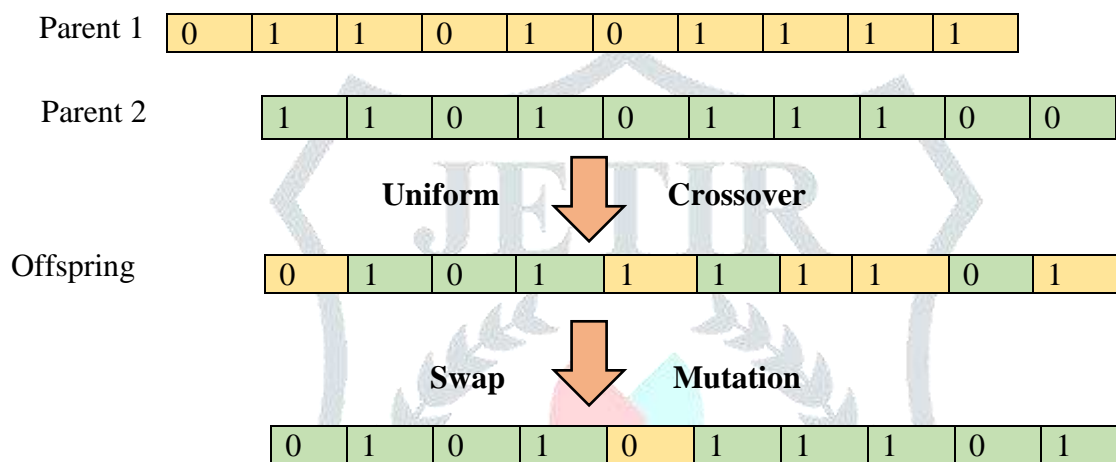 Parent 1 0 1 1 0 1 0 1 1 1 1
Parent 2 1 1 0 1 0 1 1 1 0 0
JETIR
Uniform Crossover
Offspring 0 1 0 1 1 1 1 1 0 1
Swap Mutation
0 1 0 1 0 1 1 1 0 1